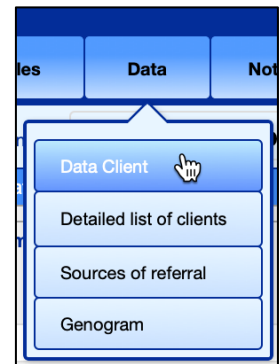 les Data Not
Data Client
Detailed list of clients
Sources of referral
Genogram